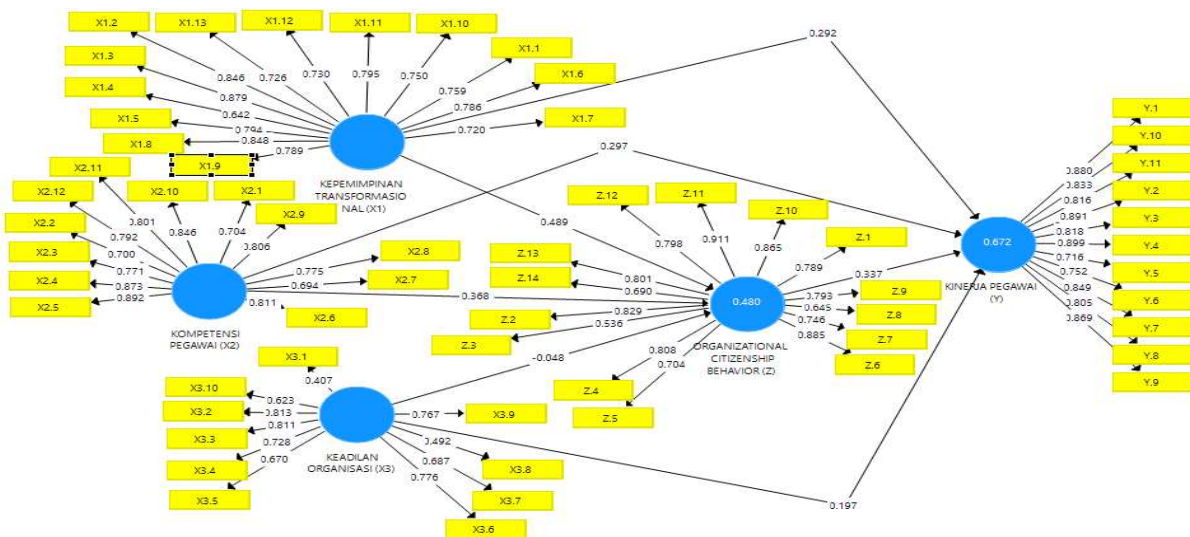 X1.2
X1.13
X1.12
X1.11
X1.10
X1.1
X1.3
X1.6
X1.4
X1.7
X1.5
X1.8
X1.9
0.846
0.726
0.730
0.795
0.750
0.759
0.786
0.720
0.879
0.642
0.794
0.848
0.789
KEPEMIMPINAN
TRANSFORMASIO
NAL (X1)
0.292
X2.11
X2.12
X2.10
X2.1
X2.9
X2.2
X2.3
X2.4
X2.5
X2.8
X2.7
X2.6
0.801
0.792
0.846
0.704
0.806
0.700
0.771
0.873
0.892
0.775
0.694
0.811
KOMPETENSI
PEGAWAI (X2)
0.297
0.489
0.368
-0.048
X3.1
X3.10
X3.2
X3.3
X3.4
X3.5
X3.9
X3.8
X3.7
X3.6
0.407
0.623
0.813
0.811
0.728
0.670
0.767
0.492
0.687
0.776
KEADILAN
ORGANISASI (X3)
0.197
Z.12
Z.11
Z.10
Z.1
Z.13
Z.14
Z.2
Z.3
Z.4
Z.5
Z.9
Z.8
Z.7
Z.6
0.798
0.911
0.865
0.789
0.801
0.690
0.829
0.536
0.808
0.704
0.793
0.645
0.746
0.885
0.480
ORGANIZATIONAL
CITIZENSHIP
BEHAVIOR (Z)
0.337
0.672
KINERJA PEGAWAI
(Y)
0.880
0.833
0.816
0.891
0.818
0.899
0.716
0.752
0.849
0.805
0.869
Y.1
Y.10
Y.11
Y.2
Y.3
Y.4
Y.5
Y.6
Y.7
Y.8
Y.9